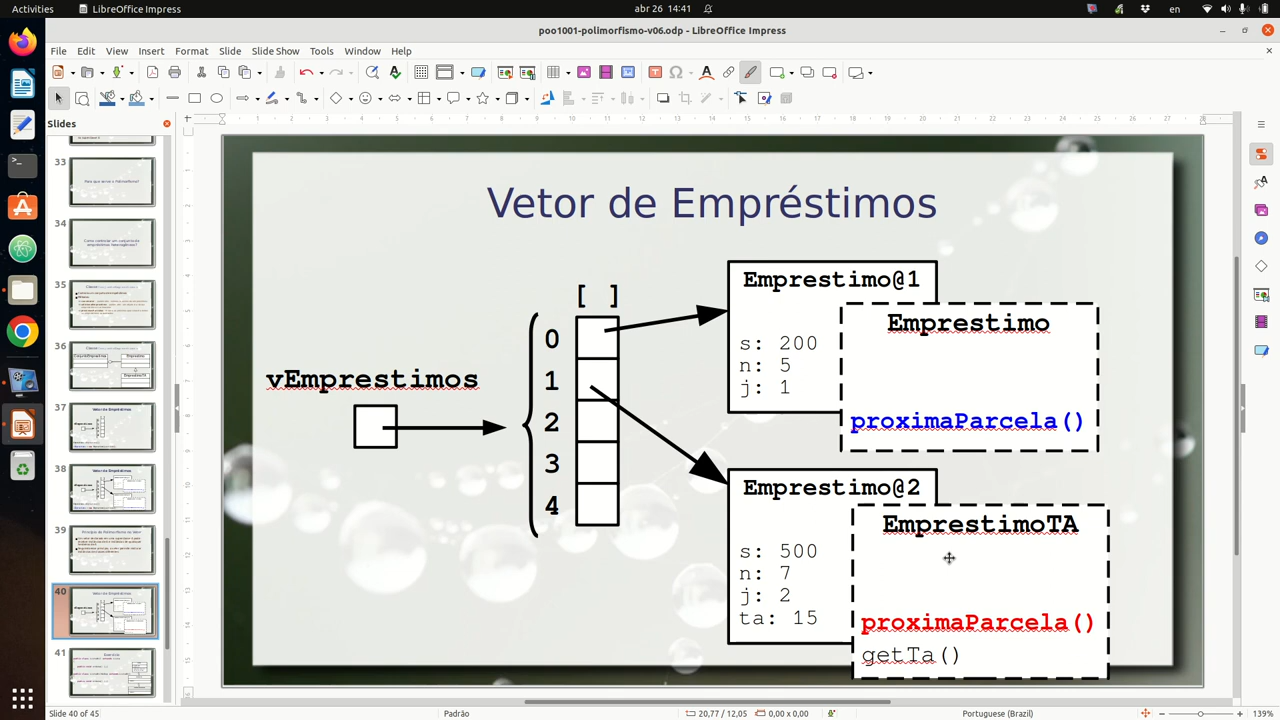 Activities
LibreOffice Impress
abr 26 14:41
en
poo1001-polimorfismo-v06.odp - LibreOffice Impress
File Edit View Insert Format Slide Slide Show Tools Window Help
Slides
33
34
35
36
37
38
39
40
41
Vetor de Empréstimos
vEmprestimos
[ ]
0
1
2
3
4
Emprestimo@1
s: 200
n: 5
j: 1
Emprestimo
proximaParcela()
Emprestimo@2
s: 500
n: 7
j: 2
ta: 15
EmprestimoTA
proximaParcela()
getTa()
Slide 40 of 45
Padrão
20,77 / 12,05
0,00 x 0,00
Portuguese (Brazil)
139%